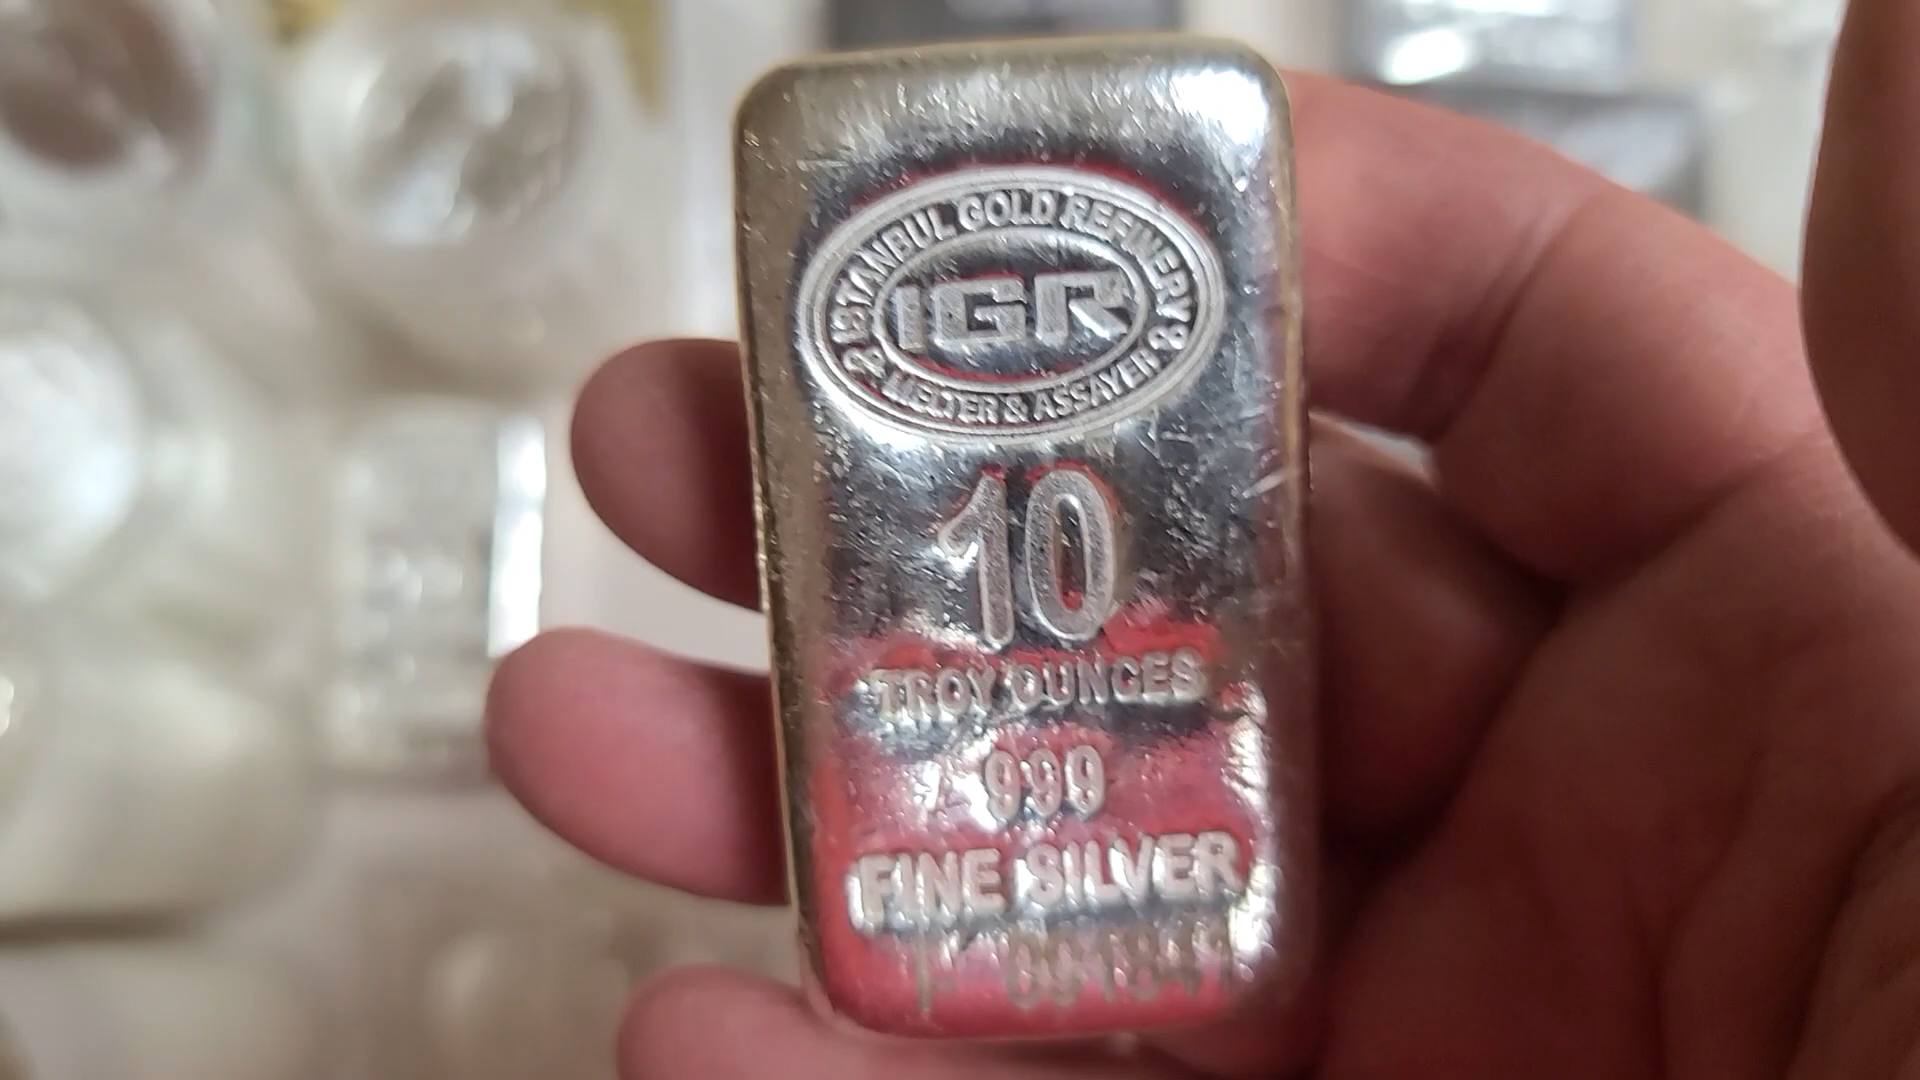 ISTANBUL GOLD REFINERY
IGR
& MELTER & ASSAYER &
10
TROY OUNCES
999
FINE SILVER